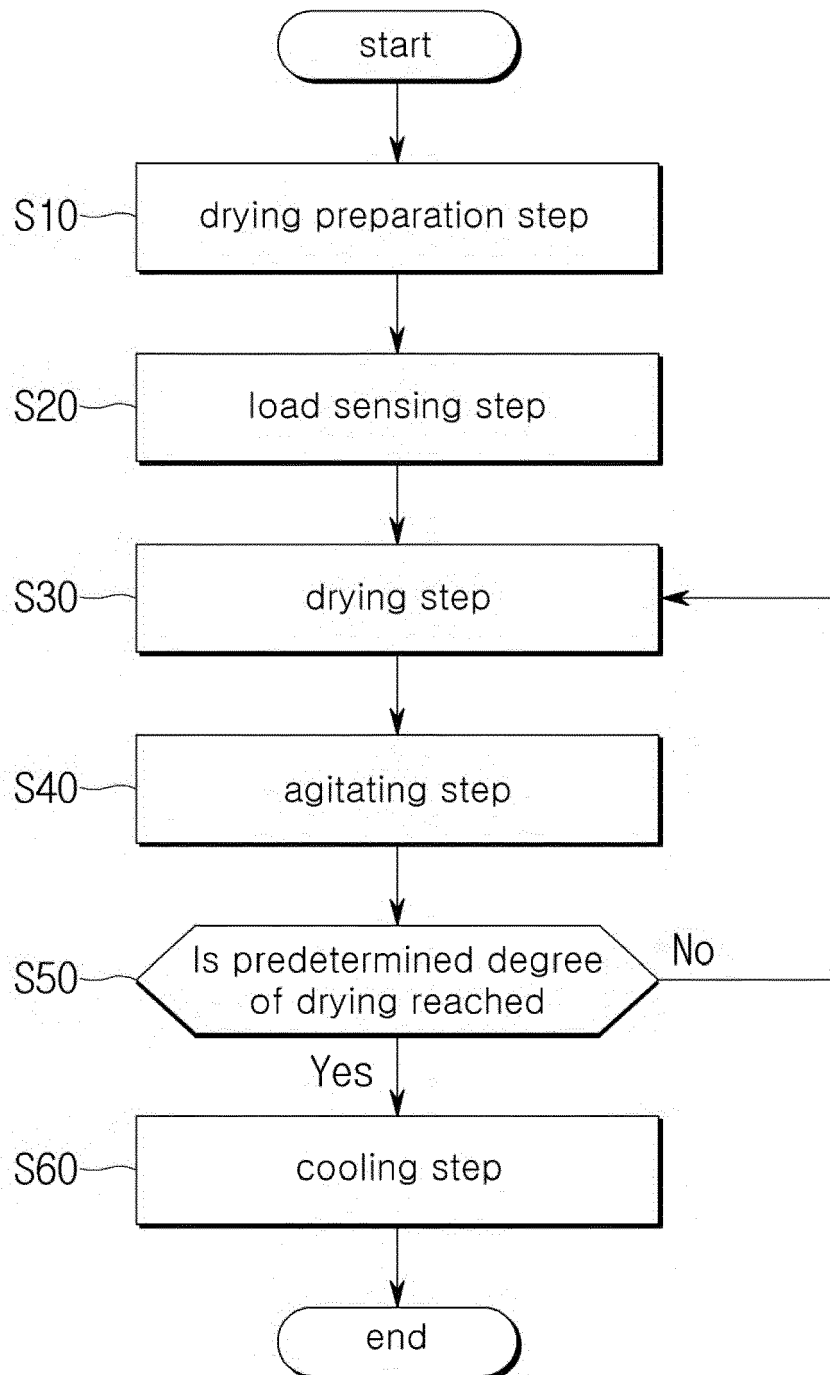 start
S10 drying preparation step
S20 load sensing step
S30 drying step
S40 agitating step
S50 Is predetermined degree
of drying reached
No
Yes
S60 cooling step
end